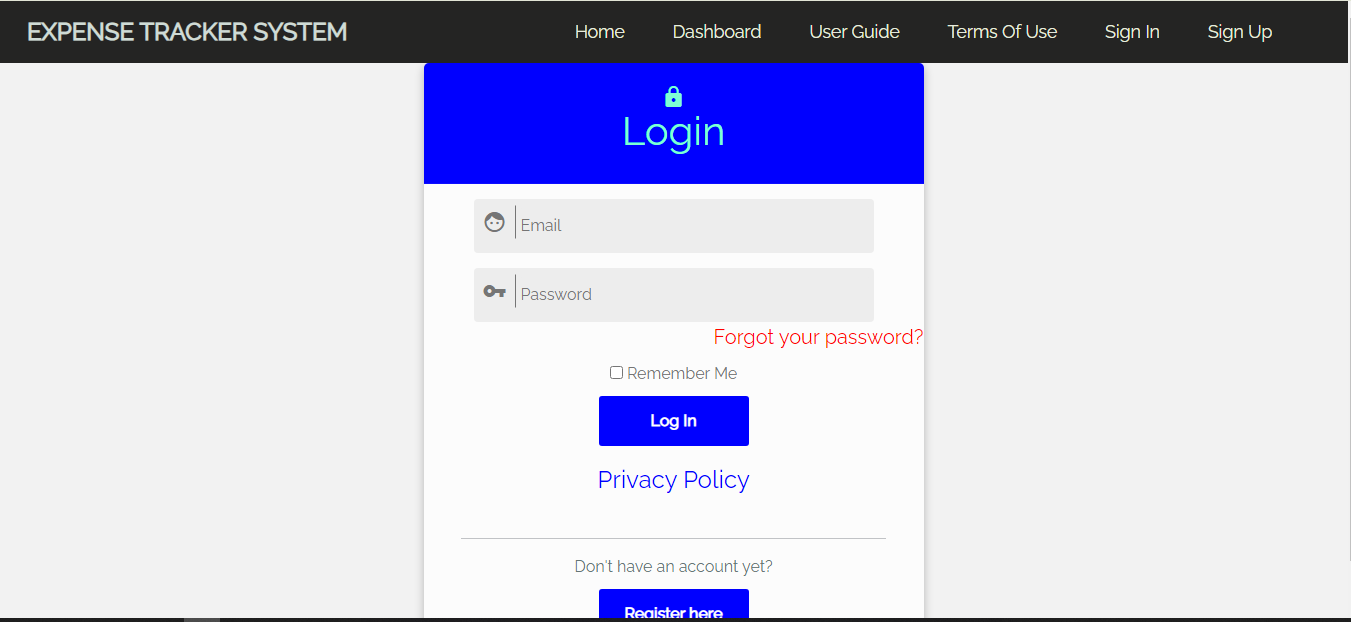 EXPENSE TRACKER SYSTEM Home Dashboard User Guide Terms Of Use Sign In Sign Up
Login
Email
Password
Forgot your password?
Remember Me
Log In
Privacy Policy
Don't have an account yet?
Register here